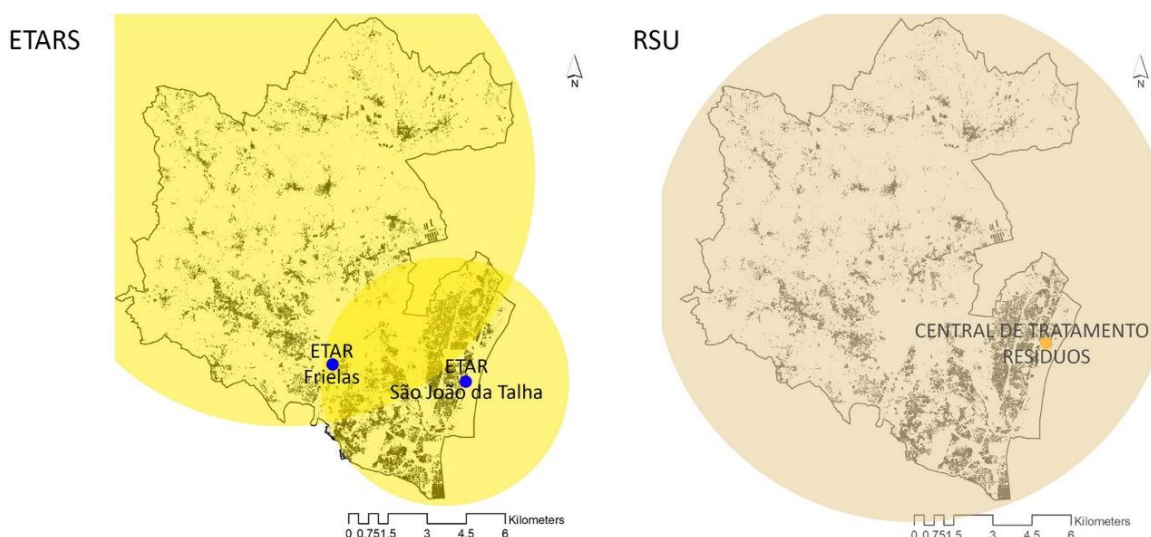 ETARS
N
ETAR
Frielas
ETAR
São João da Talha
Kilometers
0 0.751.5 3 4.5 6
RSU
N
CENTRAL DE TRATAMENTO
RESÍDUOS
Kilometers
0 0.751.5 3 4.5 6